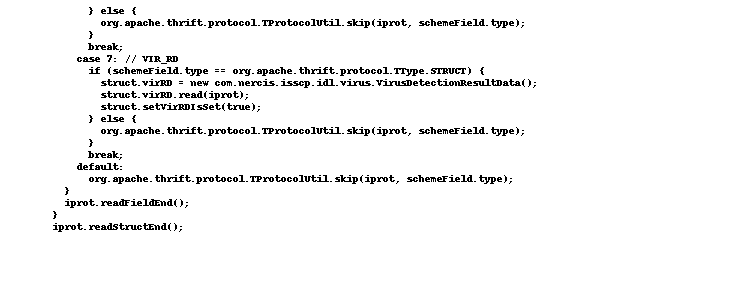 } else {
org.apache.thrift.protocol.TProtocolUtil.skip(iprot, schemeField.type);
}
break;
case 7: // VIR_RD
if (schemeField.type == org.apache.thrift.protocol.TType.STRUCT) {
struct.virRD = new com.nercis.isscp.idl.virus.VirusDetectionResultData();
struct.virRD.read(iprot);
struct.setVirRDIsSet(true);
} else {
org.apache.thrift.protocol.TProtocolUtil.skip(iprot, schemeField.type);
}
break;
default:
org.apache.thrift.protocol.TProtocolUtil.skip(iprot, schemeField.type);
}
iprot.readFieldEnd();
}
iprot.readStructEnd();